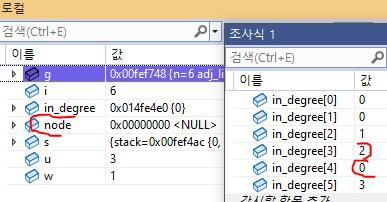 로컬
검색(Ctrl+E)
이름 값
g 0x00fef748 {n=6 adj_li
i 6
in_degree 0x014fe4e0 {0}
node 0x00000000 <NULL>
s {stack=0x00fef4ac {0,
u 3
w 1
조사식 1
검색(Ctrl+E)
이름 값
in_degree[0] 0
in_degree[1] 0
in_degree[2] 1
in_degree[3] 2
in_degree[4] 0
in_degree[5] 3